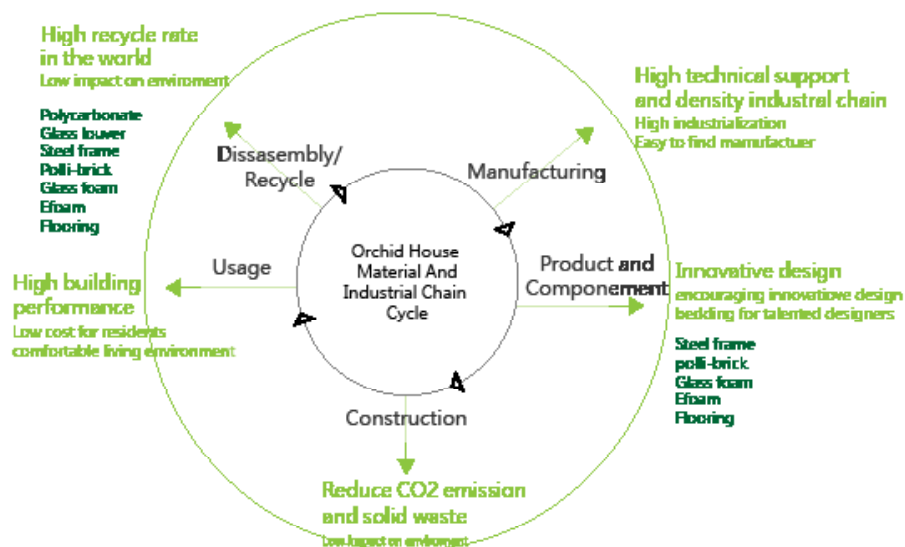 High recycle rate
in the world
Low impact on enviroment
Polycarbonate
Glass louver
Steel frame
Polli-brick
Glass foam
Efoam
Flooring
Dissasembly/
Recycle
High technical support
and density industral chain
High industrialization
Easy to find manufacturer
Manufacturing
Orchid House
Material And
Industrial Chain
Cycle
Usage
High building
performance
Low cost for residents
comfortable living environment
Product and
Componement
Innovative design
encouraging innovatiove design
bedding for talented designers
Steel frame
polli-brick
Glass foam
Efoam
Flooring
Construction
Reduce CO2 emission
and solid waste
Low impact on enviroment